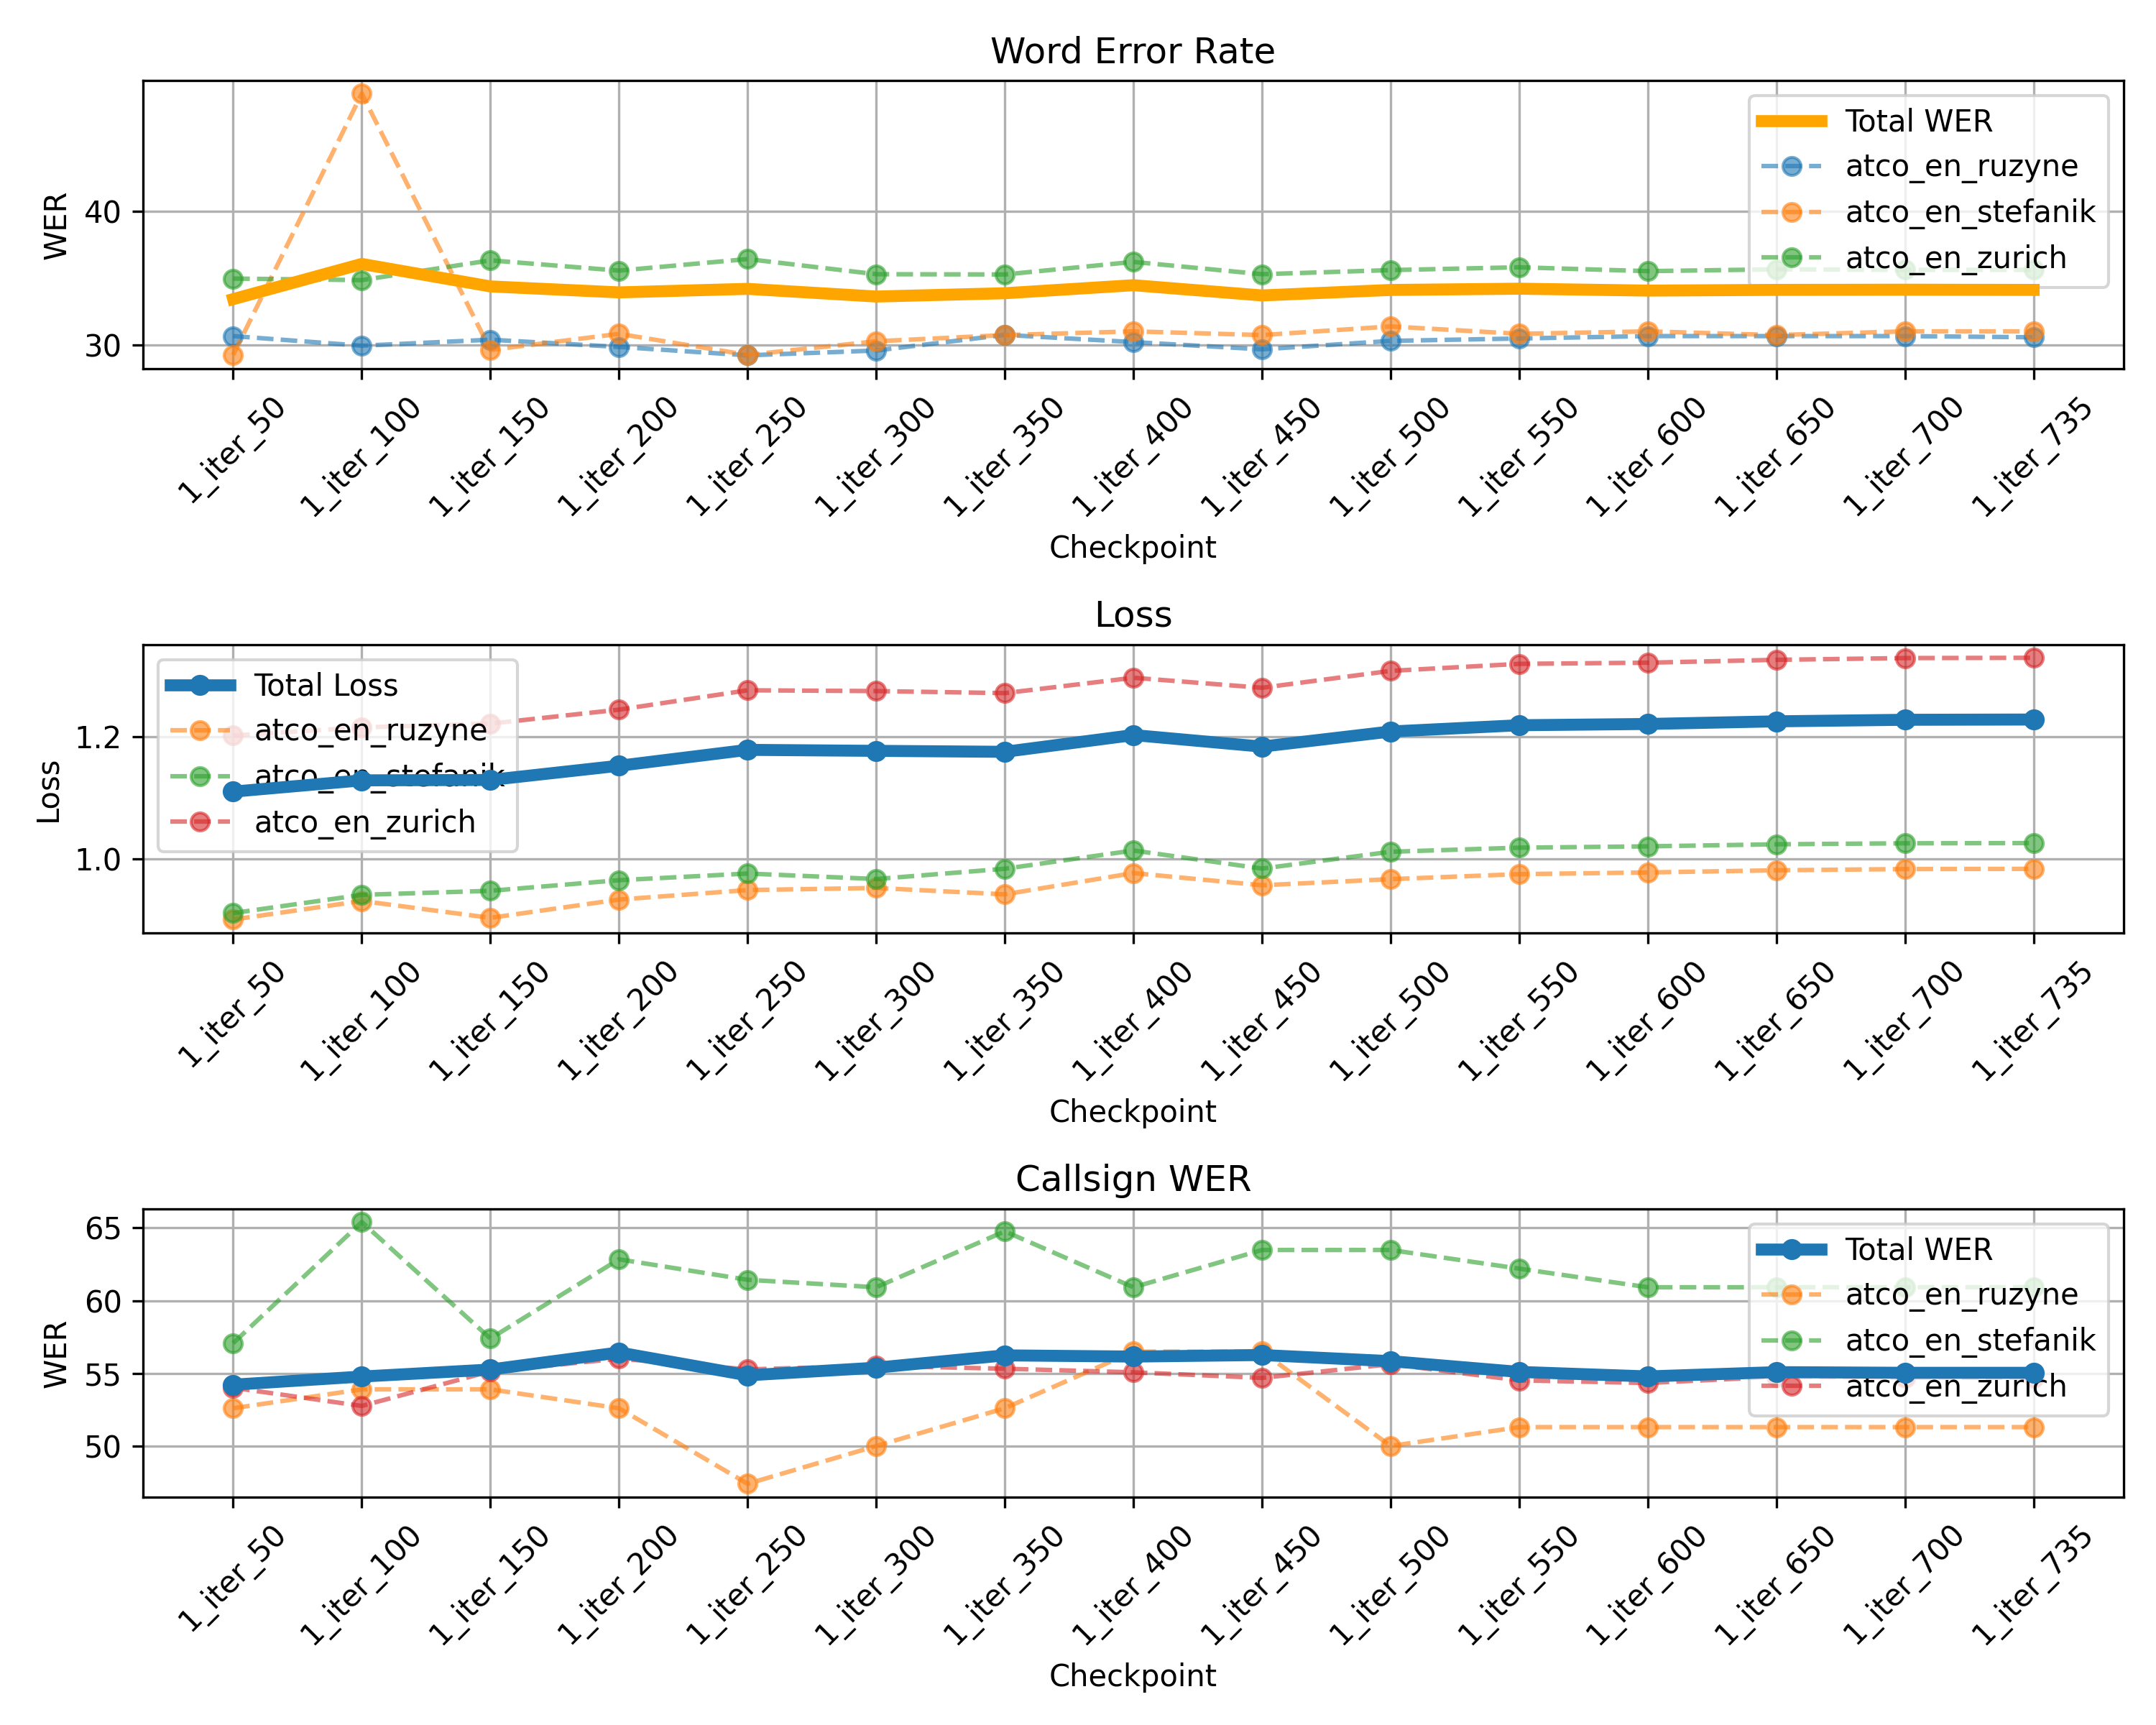 Word Error Rate
WER
40
30
Total WER
atco_en_ruzyne
atco_en_stefanik
atco_en_zurich
1_iter_50
1_iter_100
1_iter_150
1_iter_200
1_iter_250
1_iter_300
1_iter_350
1_iter_400
1_iter_450
1_iter_500
1_iter_550
1_iter_600
1_iter_650
1_iter_700
1_iter_735
Checkpoint
Loss
Loss
1.2
1.0
Total Loss
atco_en_ruzyne
atco_en_stefanik
atco_en_zurich
1_iter_50
1_iter_100
1_iter_150
1_iter_200
1_iter_250
1_iter_300
1_iter_350
1_iter_400
1_iter_450
1_iter_500
1_iter_550
1_iter_600
1_iter_650
1_iter_700
1_iter_735
Checkpoint
Callsign WER
WER
65
60
55
50
Total WER
atco_en_ruzyne
atco_en_stefanik
atco_en_zurich
1_iter_50
1_iter_100
1_iter_150
1_iter_200
1_iter_250
1_iter_300
1_iter_350
1_iter_400
1_iter_450
1_iter_500
1_iter_550
1_iter_600
1_iter_650
1_iter_700
1_iter_735
Checkpoint